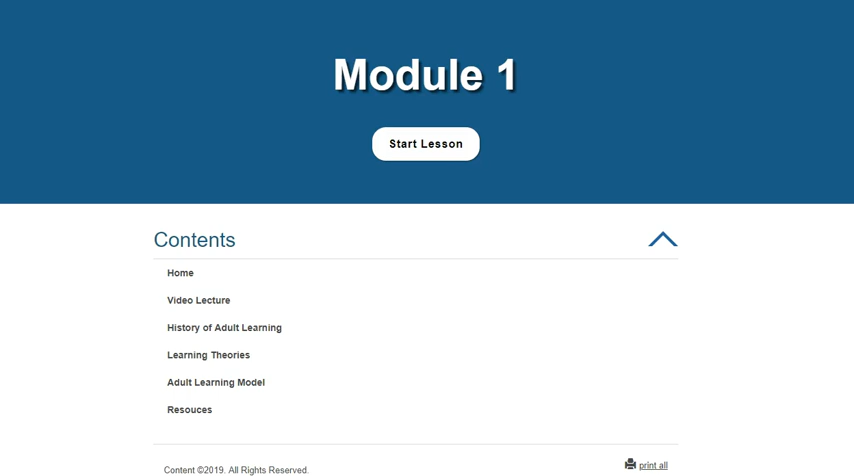 Module 1
Start Lesson
Contents
Home
Video Lecture
History of Adult Learning
Learning Theories
Adult Learning Model
Resouces
Content ©2019. All Rights Reserved.
print all